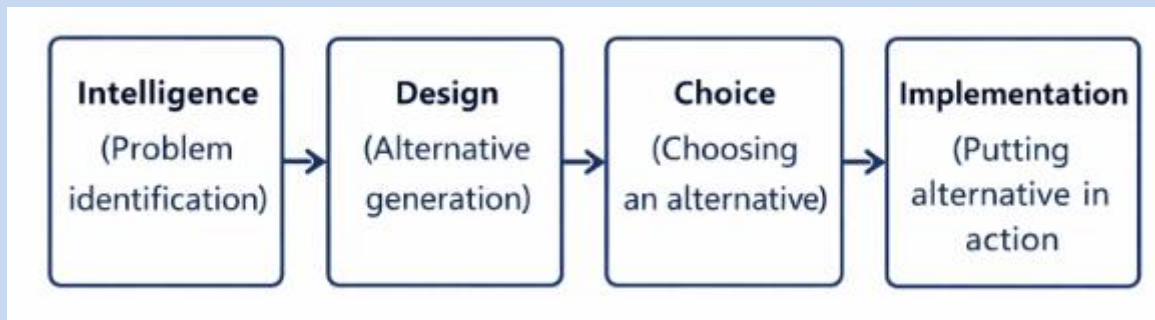 Intelligence
(Problem
identification)
Design
(Alternative
generation)
Choice
(Choosing
an alternative)
Implementation
(Putting
alternative in
action